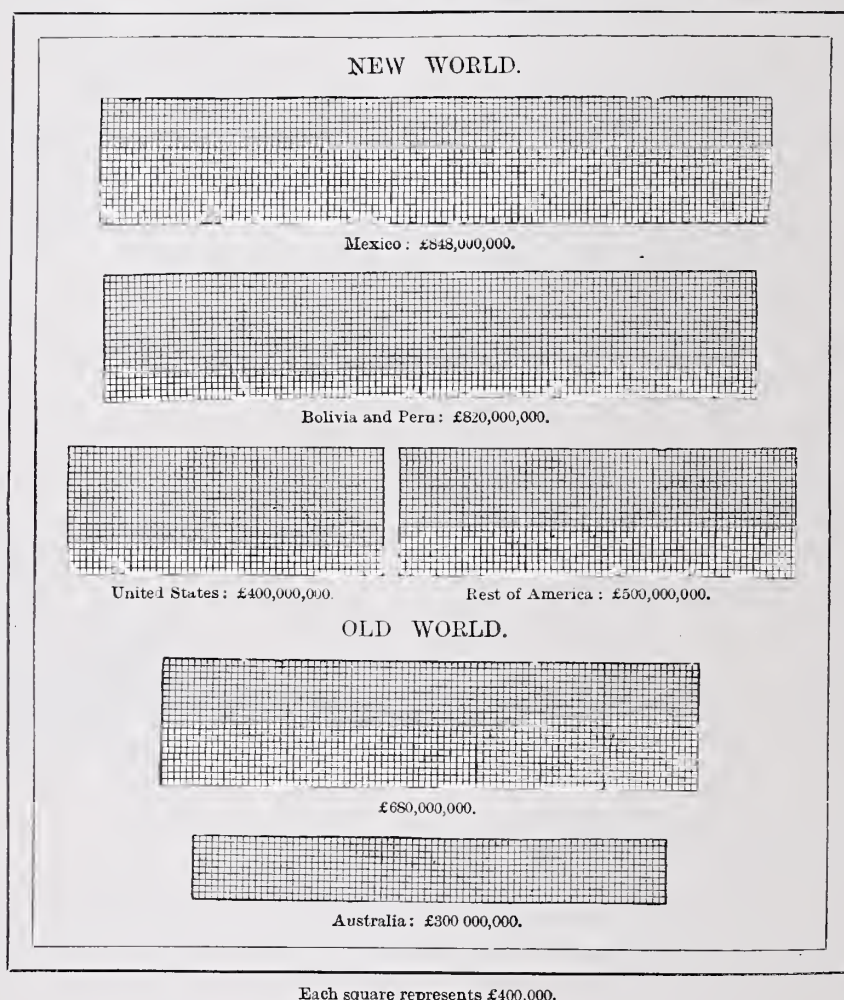 NEW WORLD.
Mexico: £848,000,000.
Bolivia and Peru: £820,000,000.
United States: £400,000,000.
Rest of America: £500,000,000.
OLD WORLD.
£680,000,000.
Australia: £300 000,000.
Each square represents £400,000.